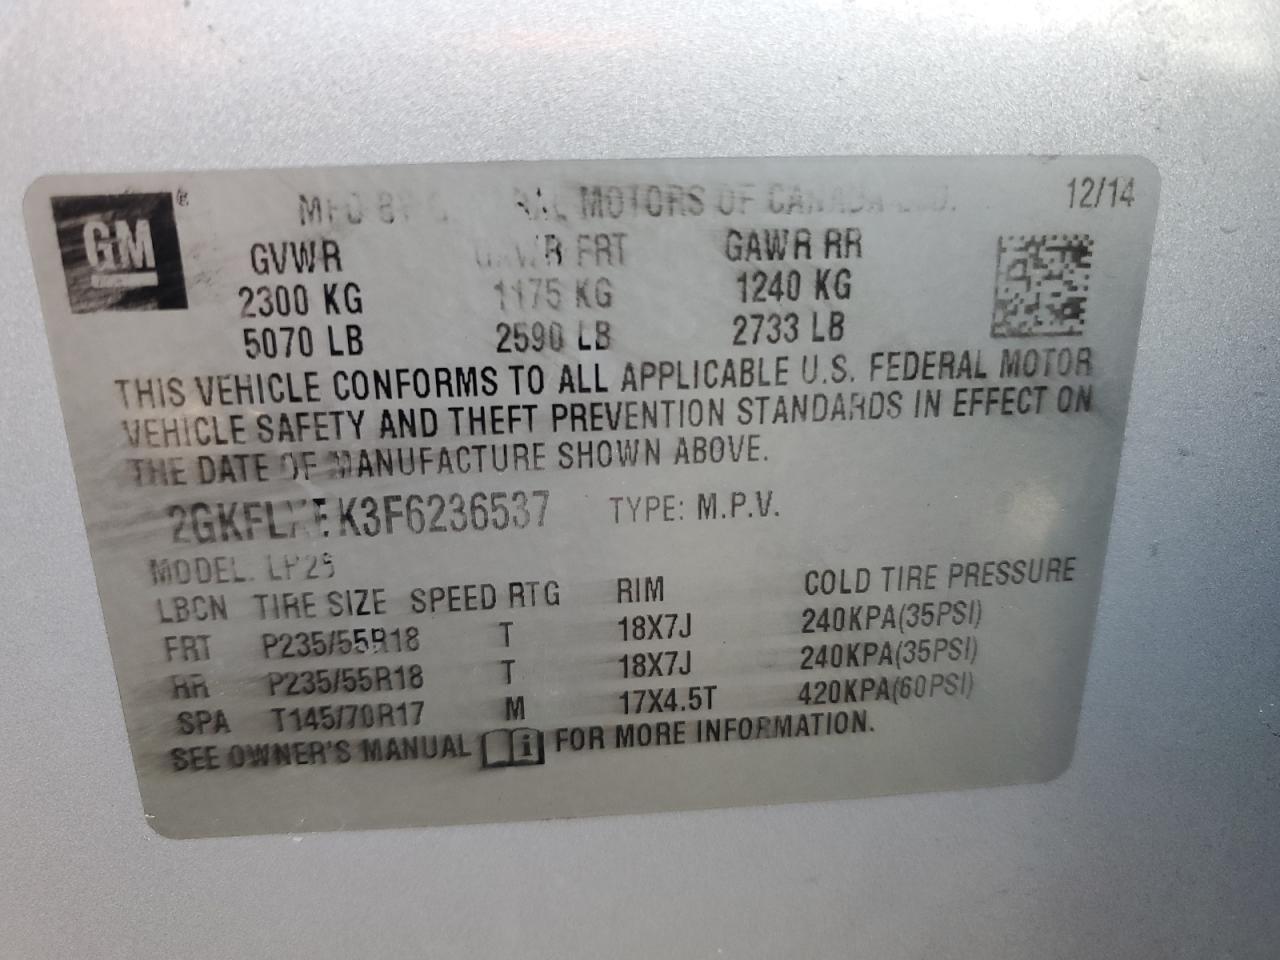 GM ®
MOTORS OF CANADA 12/14
GVWR FRT GAWR RR
2300 KG 1175 KG 1240 KG
5070 LB 2590 LB 2733 LB
THIS VEHICLE CONFORMS TO ALL APPLICABLE U.S. FEDERAL MOTOR
VEHICLE SAFETY AND THEFT PREVENTION STANDARDS IN EFFECT ON
THE DATE OF MANUFACTURE SHOWN ABOVE.
TYPE: M.P.V.
MODEL:
LBCN TIRE SIZE SPEED RTG RIM COLD TIRE PRESSURE
FRT P235/55R18 T 18X7J 240KPA(35PSI)
RR P235/55R18 T 18X7J 240KPA(35PSI)
SPA T145/70R17 M 17X4.5T 420KPA(60PSI)
SEE OWNER'S MANUAL i FOR MORE INFORMATION.